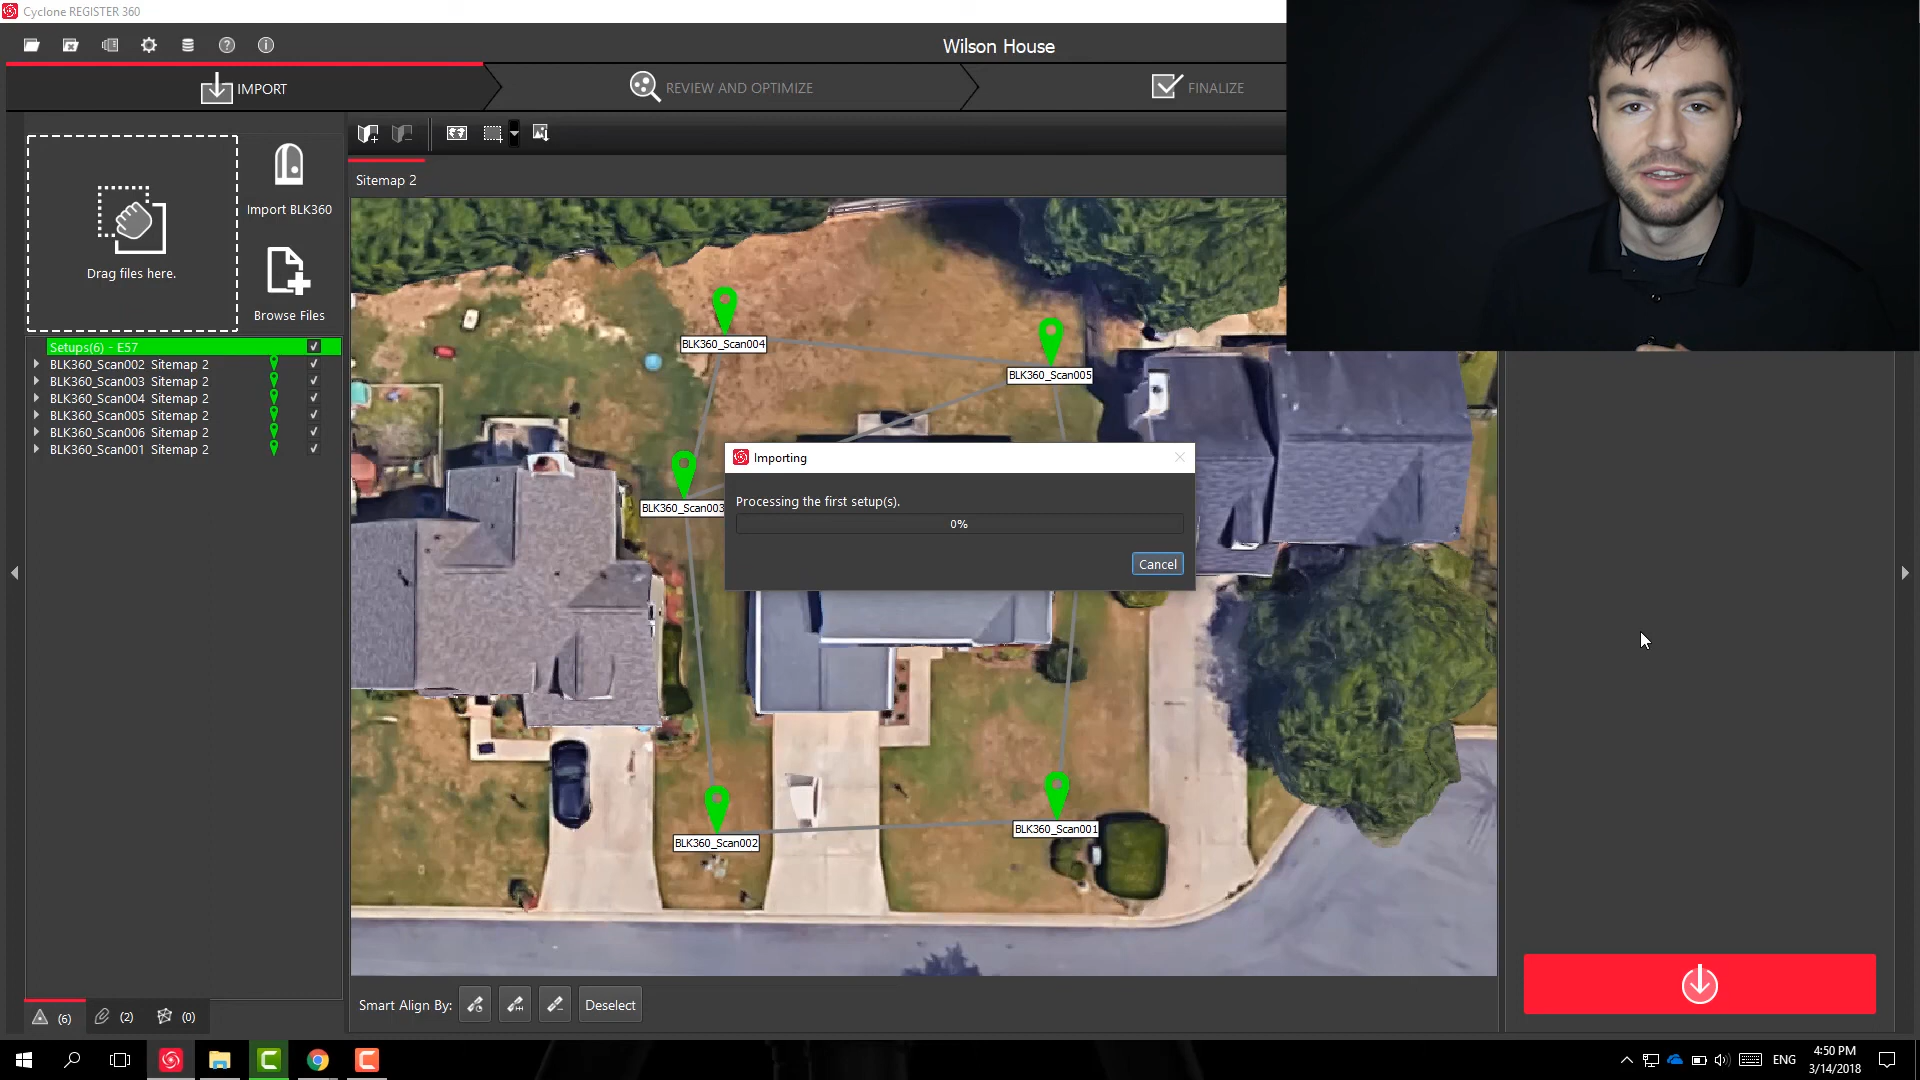 Cyclone REGISTER 360
Wilson House
IMPORT
REVIEW AND OPTIMIZE
FINALIZE
Import BLK360
Drag files here.
Browse Files
Sitemap 2
Setups(6) - E57
BLK360_Scan002 Sitemap 2
BLK360_Scan003 Sitemap 2
BLK360_Scan004 Sitemap 2
BLK360_Scan005 Sitemap 2
BLK360_Scan006 Sitemap 2
BLK360_Scan001 Sitemap 2
BLK360_Scan004
BLK360_Scan005
BLK360_Scan003
Importing
Processing the first setup(s).
0%
Cancel
BLK360_Scan002
BLK360_Scan001
Smart Align By:
Deselect
(6)
(2)
(0)
ENG
4:50 PM
3/14/2018